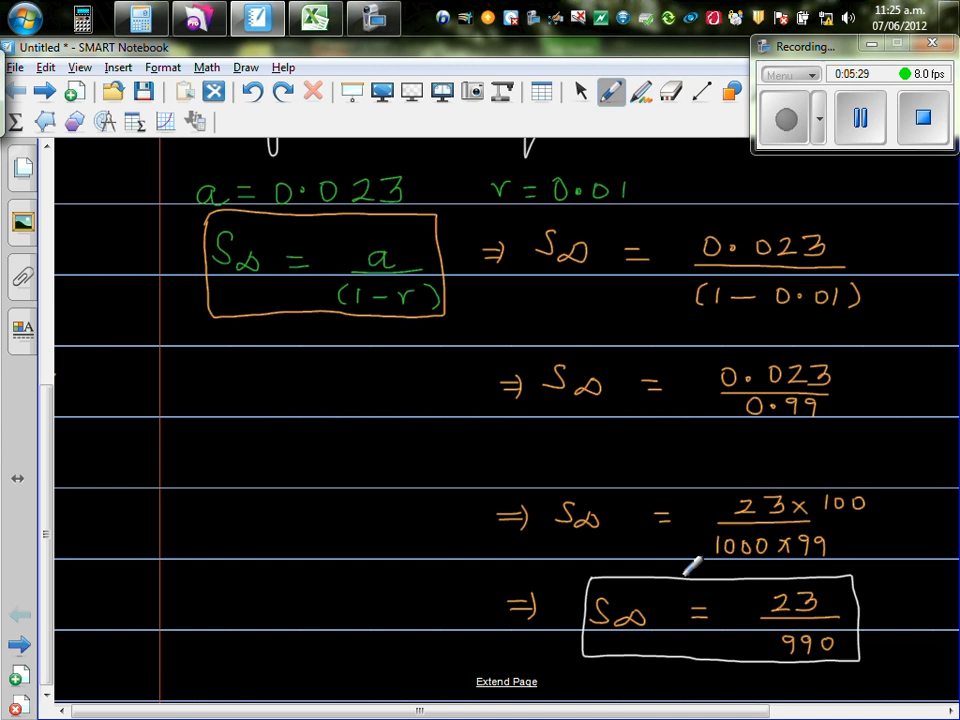 11:25 a.m.
07/06/2012
Untitled * - SMART Notebook
Recording...
File Edit View Insert Format Math Draw Help
Menu 0:05:29 8.0 fps
a = 0.023 r = 0.01
S∞ = a / (1 - r) ⇒ S∞ = 0.023 / (1 - 0.01)
⇒ S∞ = 0.023 / 0.99
⇒ S∞ = 23 × 100 / 1000 × 99
⇒ S∞ = 23 / 990
Extend Page